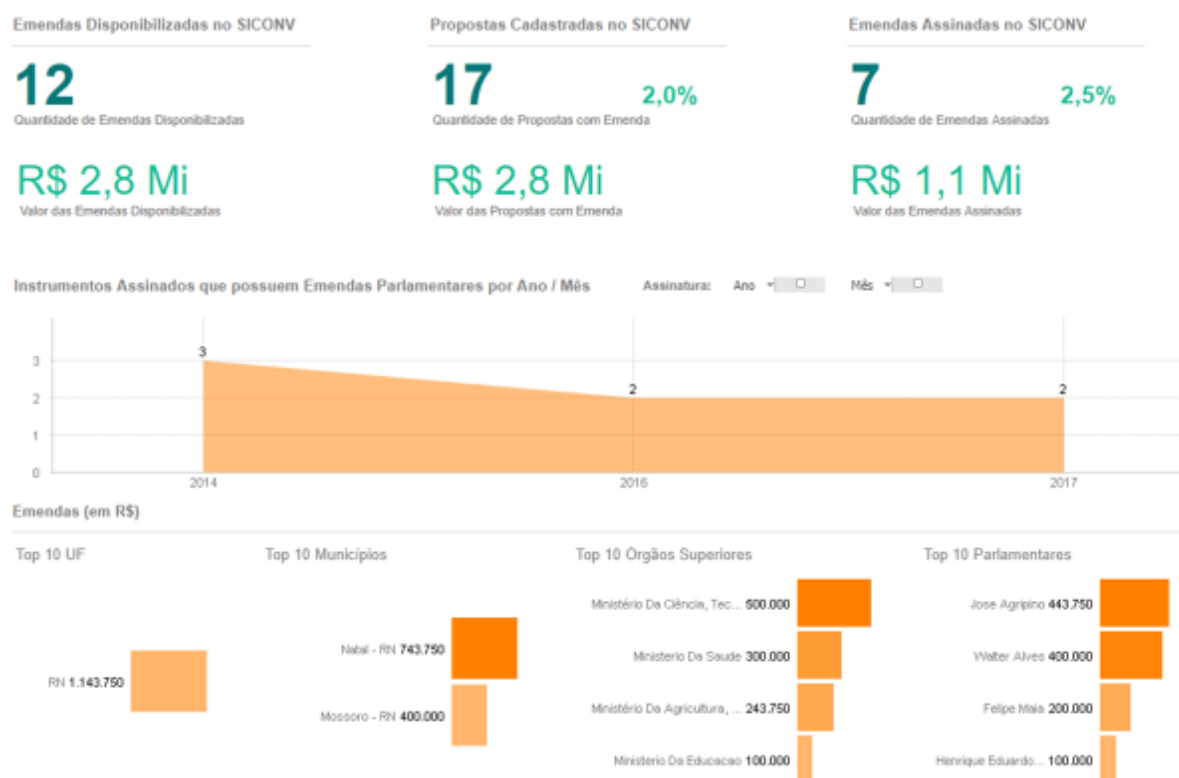 Emendas Disponibilizadas no SICONV
Propostas Cadastradas no SICONV
Emendas Assinadas no SICONV
12
17
2,0%
7
2,5%
Quantidade de Emendas Disponibilizadas
Quantidade de Propostas com Emenda
Quantidade de Emendas Assinadas
R$ 2,8 Mi
R$ 2,8 Mi
R$ 1,1 Mi
Valor das Emendas Disponibilizadas
Valor das Propostas com Emenda
Valor das Emendas Assinadas
Instrumentos Assinados que possuem Emendas Parlamentares por Ano / Mês
Assinatura: Ano Mês
3
2
1
0
3
2
2
2014
2016
2017
Emendas (em R$)
Top 10 UF
RN 1.143.750
Top 10 Municípios
Natal - RN 743.750
Mossoro - RN 400.000
Top 10 Órgãos Superiores
Ministério Da Ciência, Tec... 500.000
Ministerio Da Saude 300.000
Ministério Da Agricultura, ... 243.750
Ministerio Da Educacao 100.000
Top 10 Parlamentares
Jose Agripino 443.750
Walter Alves 400.000
Felipe Maia 200.000
Henrique Eduardo... 100.000